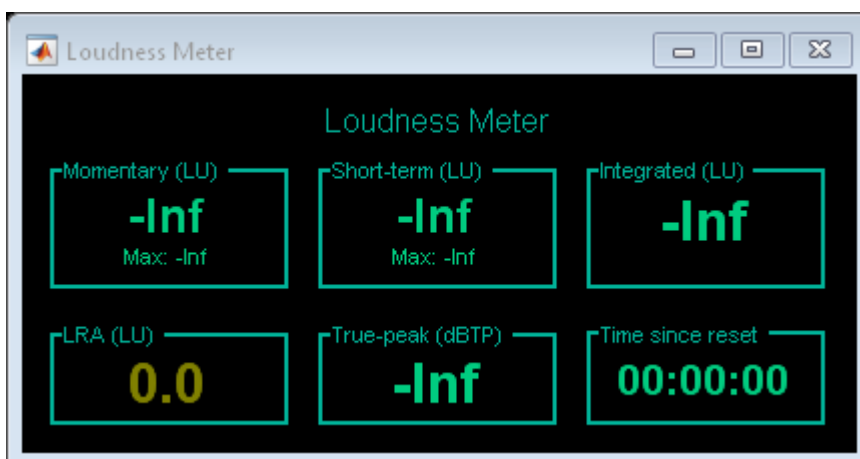 Loudness Meter
Loudness Meter
Momentary (LU)
-Inf
Max: -Inf
Short-term (LU)
-Inf
Max: -Inf
Integrated (LU)
-Inf
LRA (LU)
0.0
True-peak (dBTP)
-Inf
Time since reset
00:00:00